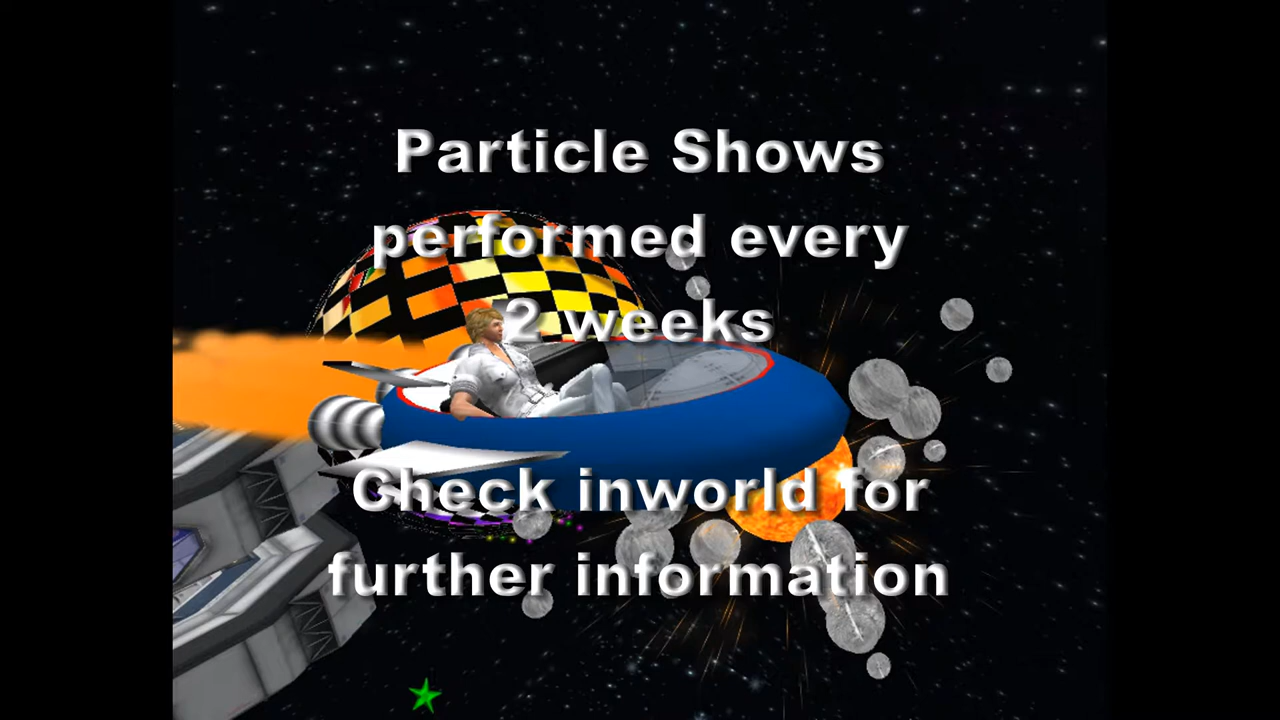 Particle Shows
performed every
2 weeks
Check inworld for
further information